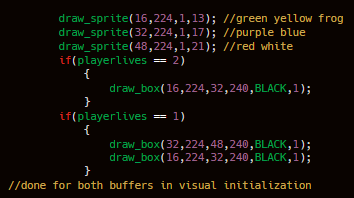 draw_sprite(16,224,1,13); //green yellow frog
draw_sprite(32,224,1,17); //purple blue
draw_sprite(48,224,1,21); //red white
if(playerlives == 2)
{
draw_box(16,224,32,240,BLACK,1);
}
if(playerlives == 1)
{
draw_box(32,224,48,240,BLACK,1);
draw_box(16,224,32,240,BLACK,1);
}
//done for both buffers in visual initialization